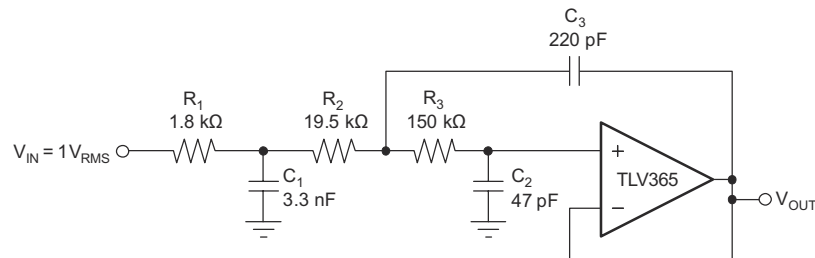 C3
220 pF
R1
1.8 kΩ
R2
19.5 kΩ
R3
150 kΩ
VIN = 1VRMS
C1
3.3 nF
C2
47 pF
+
TLV365
−
VOUT